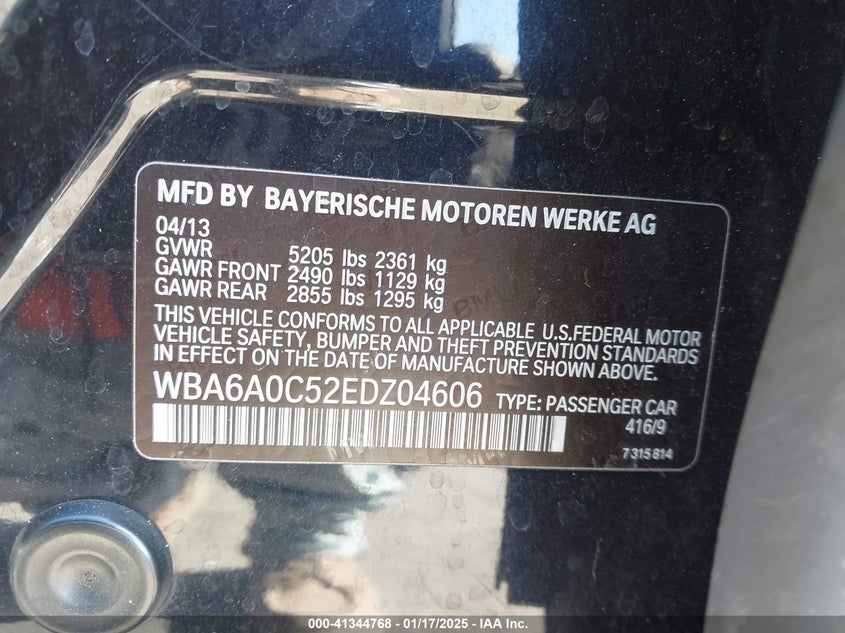 MFD BY BAYERISCHE MOTOREN WERKE AG
04/13
GVWR 5205 lbs 2361 kg
GAWR FRONT 2490 lbs 1129 kg
GAWR REAR 2855 lbs 1295 kg
THIS VEHICLE CONFORMS TO ALL APPLICABLE U.S.FEDERAL MOTOR
VEHICLE SAFETY, BUMPER AND THEFT PREVENTION STANDARDS
IN EFFECT ON THE DATE OF MANUFACTURE SHOWN ABOVE.
WBA6A0C52EDZ04606 TYPE: PASSENGER CAR
416/9
7315814
000-41344768 - 01/17/2025 - IAA Inc.